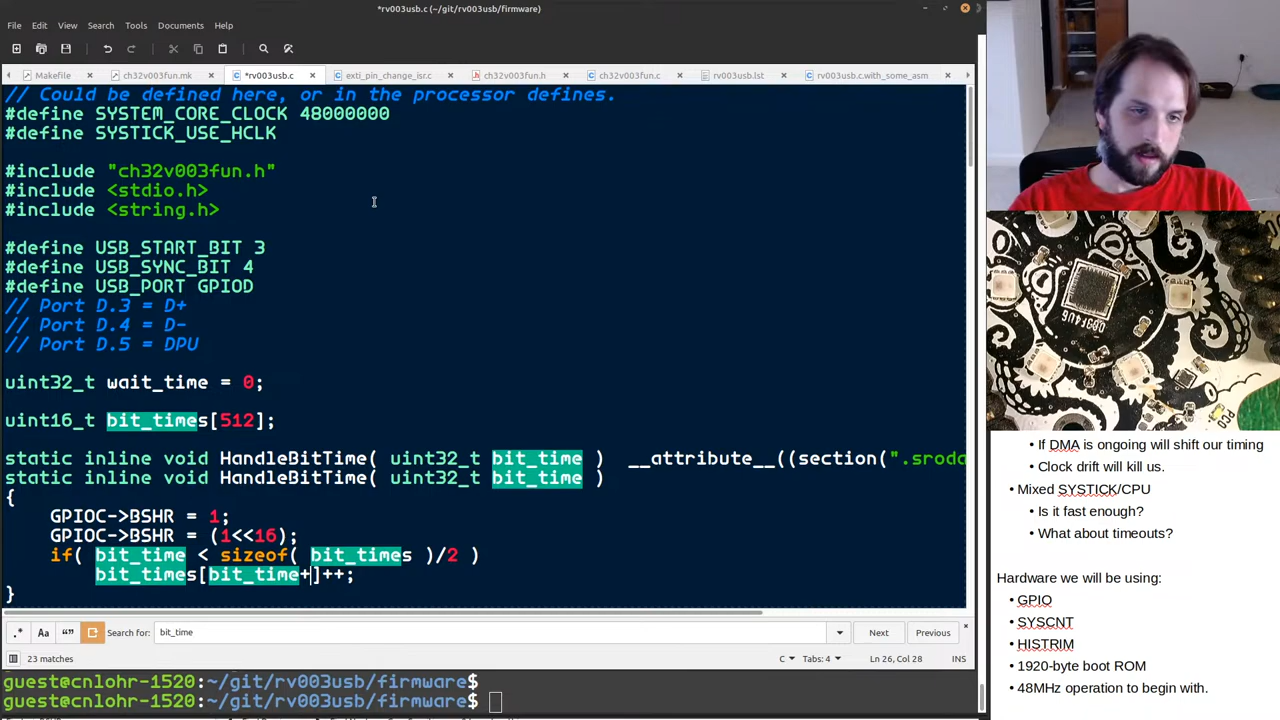 *rv003usb.c (~/git/rv003usb/firmware)
File Edit View Search Tools Documents Help
Makefile ch32v003fun.mk *rv003usb.c exti_pin_change_isr.c ch32v003fun.h ch32v003fun.c rv003usb.lst rv003usb.c.with_some_asm
// Could be defined here, or in the processor defines.
#define SYSTEM_CORE_CLOCK 48000000
#define SYSTICK_USE_HCLK
#include "ch32v003fun.h"
#include <stdio.h>
#include <string.h>
#define USB_START_BIT 3
#define USB_SYNC_BIT 4
#define USB_PORT GPIOD
// Port D.3 = D+
// Port D.4 = D-
// Port D.5 = DPU
uint32_t wait_time = 0;
uint16_t bit_times[512];
static inline void HandleBitTime( uint32_t bit_time )  __attribute__((section(".sroda
static inline void HandleBitTime( uint32_t bit_time )
{
GPIOC->BSHR = 1;
GPIOC->BSHR = (1<<16);
if( bit_time < sizeof( bit_times )/2 )
bit_times[bit_time+]++;
}
.* Aa “” Search for: bit_time Next Previous
23 matches C Tabs: 4 Ln 26, Col 28 INS
guest@cnlohr-1520:~/git/rv003usb/firmware$
guest@cnlohr-1520:~/git/rv003usb/firmware$
• If DMA is ongoing will shift our timing
• Clock drift will kill us.
• Mixed SYSTICK/CPU
• Is it fast enough?
• What about timeouts?
Hardware we will be using:
• GPIO
• SYSCNT
• HISTRIM
• 1920-byte boot ROM
• 48MHz operation to begin with.